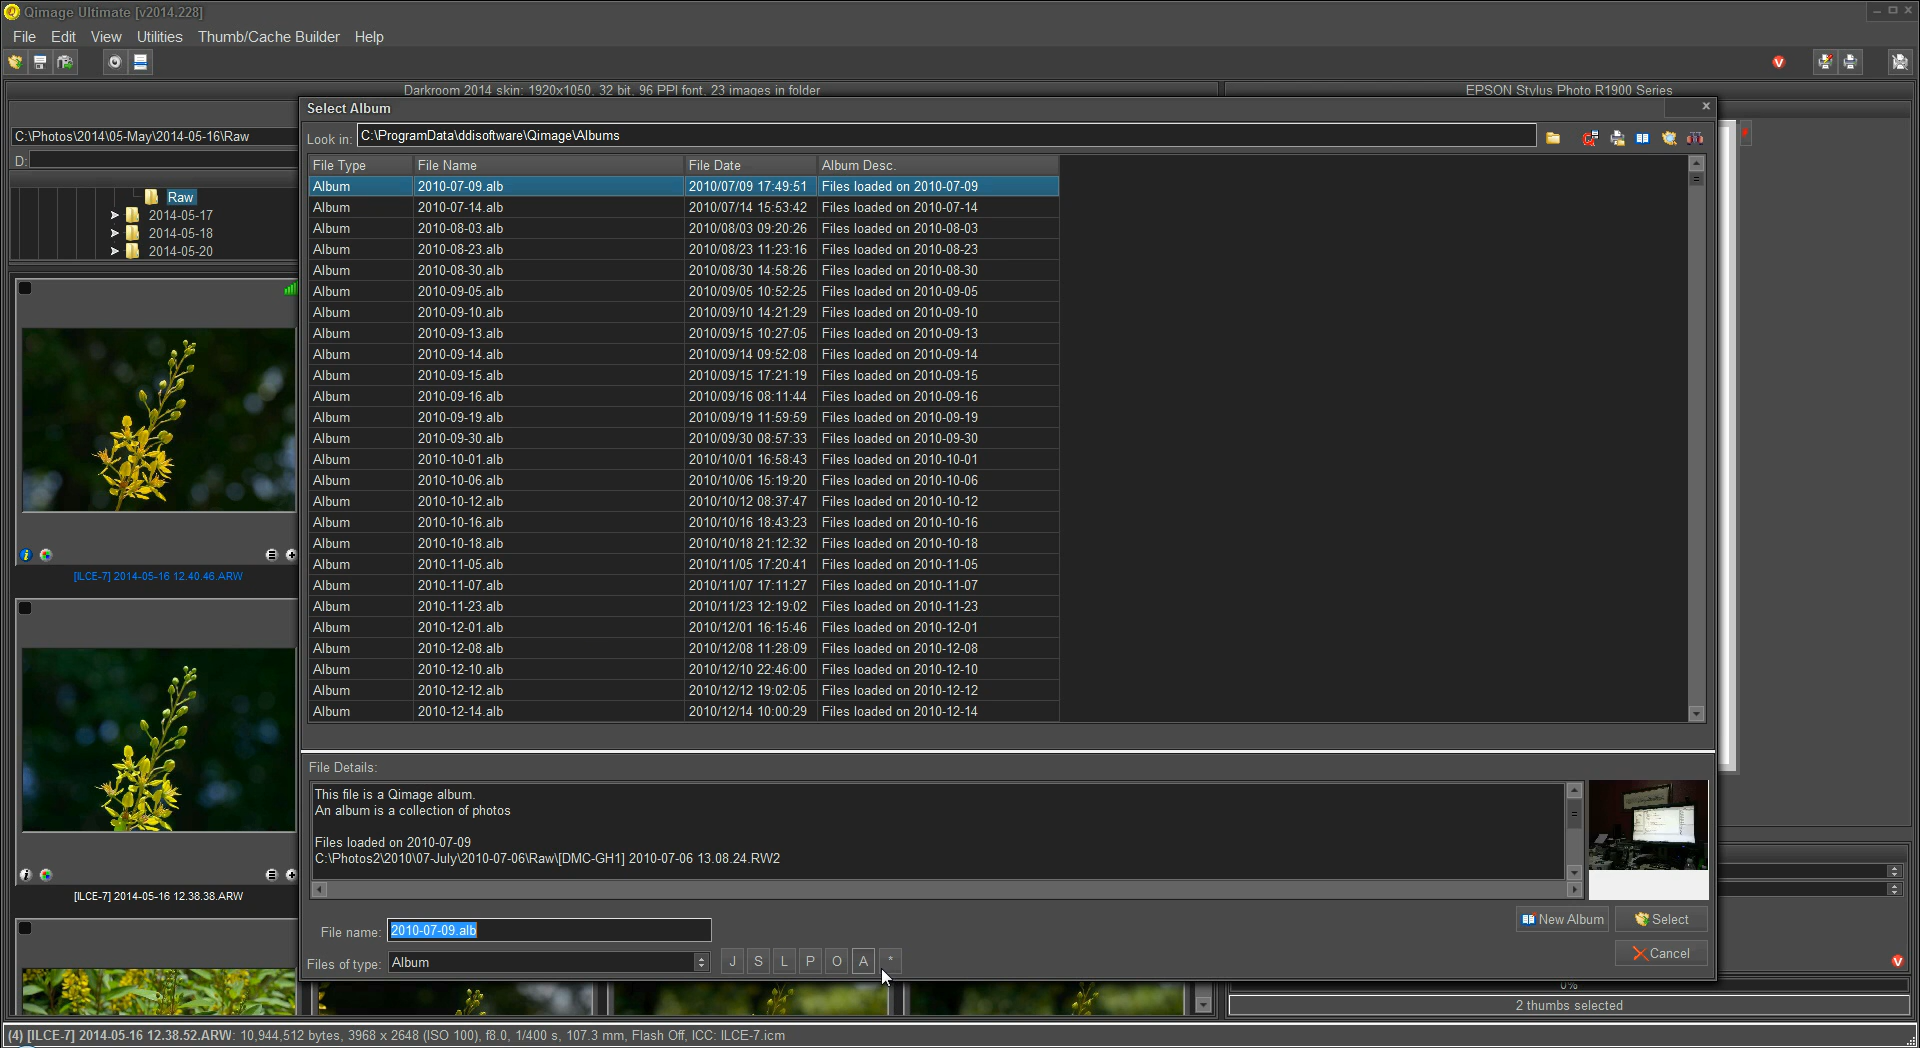 Qimage Ultimate [v2014.228]
File Edit View Utilities Thumb/Cache Builder Help
Darkroom 2014 skin: 1920x1050, 32 bit, 96 PPI font, 23 images in folder
EPSON Stylus Photo R1900 Series
C:\Photos\2014\05-May\2014-05-16\Raw
D:
Raw
2014-05-17
2014-05-18
2014-05-20
[ILCE-7] 2014-05-16 12.40.46.ARW
[ILCE-7] 2014-05-16 12.38.38.ARW
Select Album
Look in: C:\ProgramData\ddisoftware\Qimage\Albums
File Type File Name File Date Album Desc.
Album 2010-07-09.alb 2010/07/09 17:49:51 Files loaded on 2010-07-09
Album 2010-07-14.alb 2010/07/14 15:53:42 Files loaded on 2010-07-14
Album 2010-08-03.alb 2010/08/03 09:20:26 Files loaded on 2010-08-03
Album 2010-08-23.alb 2010/08/23 11:23:16 Files loaded on 2010-08-23
Album 2010-08-30.alb 2010/08/30 14:58:26 Files loaded on 2010-08-30
Album 2010-09-05.alb 2010/09/05 10:52:25 Files loaded on 2010-09-05
Album 2010-09-10.alb 2010/09/10 14:21:29 Files loaded on 2010-09-10
Album 2010-09-13.alb 2010/09/15 10:27:05 Files loaded on 2010-09-13
Album 2010-09-14.alb 2010/09/14 09:52:08 Files loaded on 2010-09-14
Album 2010-09-15.alb 2010/09/15 17:21:19 Files loaded on 2010-09-15
Album 2010-09-16.alb 2010/09/16 08:11:44 Files loaded on 2010-09-16
Album 2010-09-19.alb 2010/09/19 11:59:59 Files loaded on 2010-09-19
Album 2010-09-30.alb 2010/09/30 08:57:33 Files loaded on 2010-09-30
Album 2010-10-01.alb 2010/10/01 16:58:43 Files loaded on 2010-10-01
Album 2010-10-06.alb 2010/10/06 15:19:20 Files loaded on 2010-10-06
Album 2010-10-12.alb 2010/10/12 08:37:47 Files loaded on 2010-10-12
Album 2010-10-16.alb 2010/10/16 18:43:23 Files loaded on 2010-10-16
Album 2010-10-18.alb 2010/10/18 21:12:32 Files loaded on 2010-10-18
Album 2010-11-05.alb 2010/11/05 17:20:41 Files loaded on 2010-11-05
Album 2010-11-07.alb 2010/11/07 17:11:27 Files loaded on 2010-11-07
Album 2010-11-23.alb 2010/11/23 12:19:02 Files loaded on 2010-11-23
Album 2010-12-01.alb 2010/12/01 16:15:46 Files loaded on 2010-12-01
Album 2010-12-08.alb 2010/12/08 11:28:09 Files loaded on 2010-12-08
Album 2010-12-10.alb 2010/12/10 22:46:00 Files loaded on 2010-12-10
Album 2010-12-12.alb 2010/12/12 19:02:05 Files loaded on 2010-12-12
Album 2010-12-14.alb 2010/12/14 10:00:29 Files loaded on 2010-12-14
File Details:
This file is a Qimage album.
An album is a collection of photos
Files loaded on 2010-07-09
C:\Photos2\2010\07-July\2010-07-06\Raw\[DMC-GH1] 2010-07-06 13.08.24.RW2
File name: 2010-07-09.alb
Files of type: Album J S L P O A *
New Album Select
Cancel
0%
2 thumbs selected
(4) [ILCE-7] 2014-05-16 12.38.52.ARW: 10,944,512 bytes, 3968 x 2648 (ISO 100), f8.0, 1/400 s, 107.3 mm, Flash Off, ICC: ILCE-7.icm